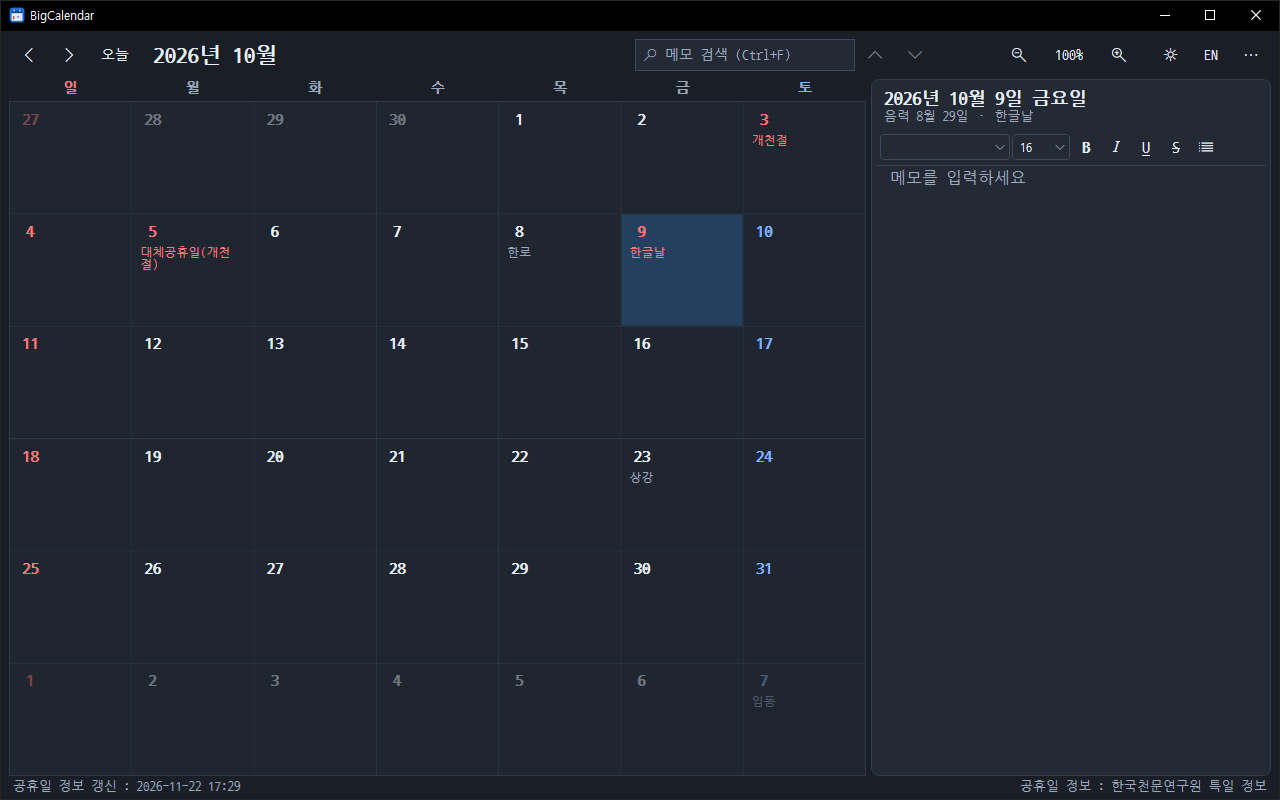 BigCalendar
오늘 2026년 10월 메모 검색 (Ctrl+F) 100% EN ···
일 월 화 수 목 금 토
27 28 29 30 1 2 3
개천절
4 5 6 7 8 9 10
대체공휴일(개천절) 한로 한글날
11 12 13 14 15 16 17
18 19 20 21 22 23 24
상강
25 26 27 28 29 30 31
1 2 3 4 5 6 7
입동
2026년 10월 9일 금요일
음력 8월 29일 · 한글날
16 B I U S
메모를 입력하세요
공휴일 정보 갱신 : 2026-11-22 17:29
공휴일 정보 : 한국천문연구원 특일 정보